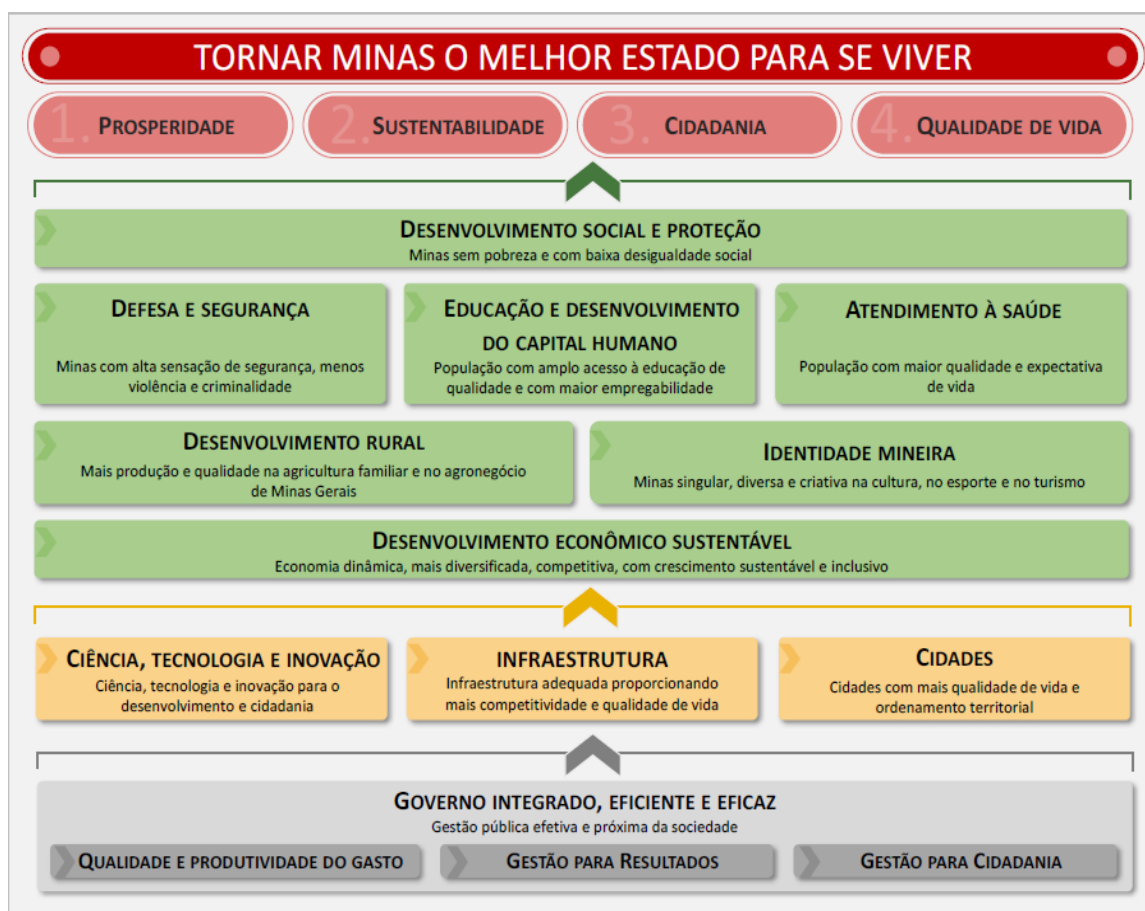 TORNAR MINAS O MELHOR ESTADO PARA SE VIVER
1. PROSPERIDADE
2. SUSTENTABILIDADE
3. CIDADANIA
4. QUALIDADE DE VIDA
DESENVOLVIMENTO SOCIAL E PROTEÇÃO
Minas sem pobreza e com baixa desigualdade social
DEFESA E SEGURANÇA
Minas com alta sensação de segurança, menos
violência e criminalidade
EDUCAÇÃO E DESENVOLVIMENTO
DO CAPITAL HUMANO
População com amplo acesso à educação de
qualidade e com maior empregabilidade
ATENDIMENTO À SAÚDE
População com maior qualidade e expectativa
de vida
DESENVOLVIMENTO RURAL
Mais produção e qualidade na agricultura familiar e no agronegócio
de Minas Gerais
IDENTIDADE MINEIRA
Minas singular, diversa e criativa na cultura, no esporte e no turismo
DESENVOLVIMENTO ECONÔMICO SUSTENTÁVEL
Economia dinâmica, mais diversificada, competitiva, com crescimento sustentável e inclusivo
CIÊNCIA, TECNOLOGIA E INOVAÇÃO
Ciência, tecnologia e inovação para o
desenvolvimento e cidadania
INFRAESTRUTURA
Infraestrutura adequada proporcionando
mais competitividade e qualidade de vida
CIDADES
Cidades com mais qualidade de vida e
ordenamento territorial
GOVERNO INTEGRADO, EFICIENTE E EFICAZ
Gestão pública efetiva e próxima da sociedade
QUALIDADE E PRODUTIVIDADE DO GASTO
GESTÃO PARA RESULTADOS
GESTÃO PARA CIDADANIA